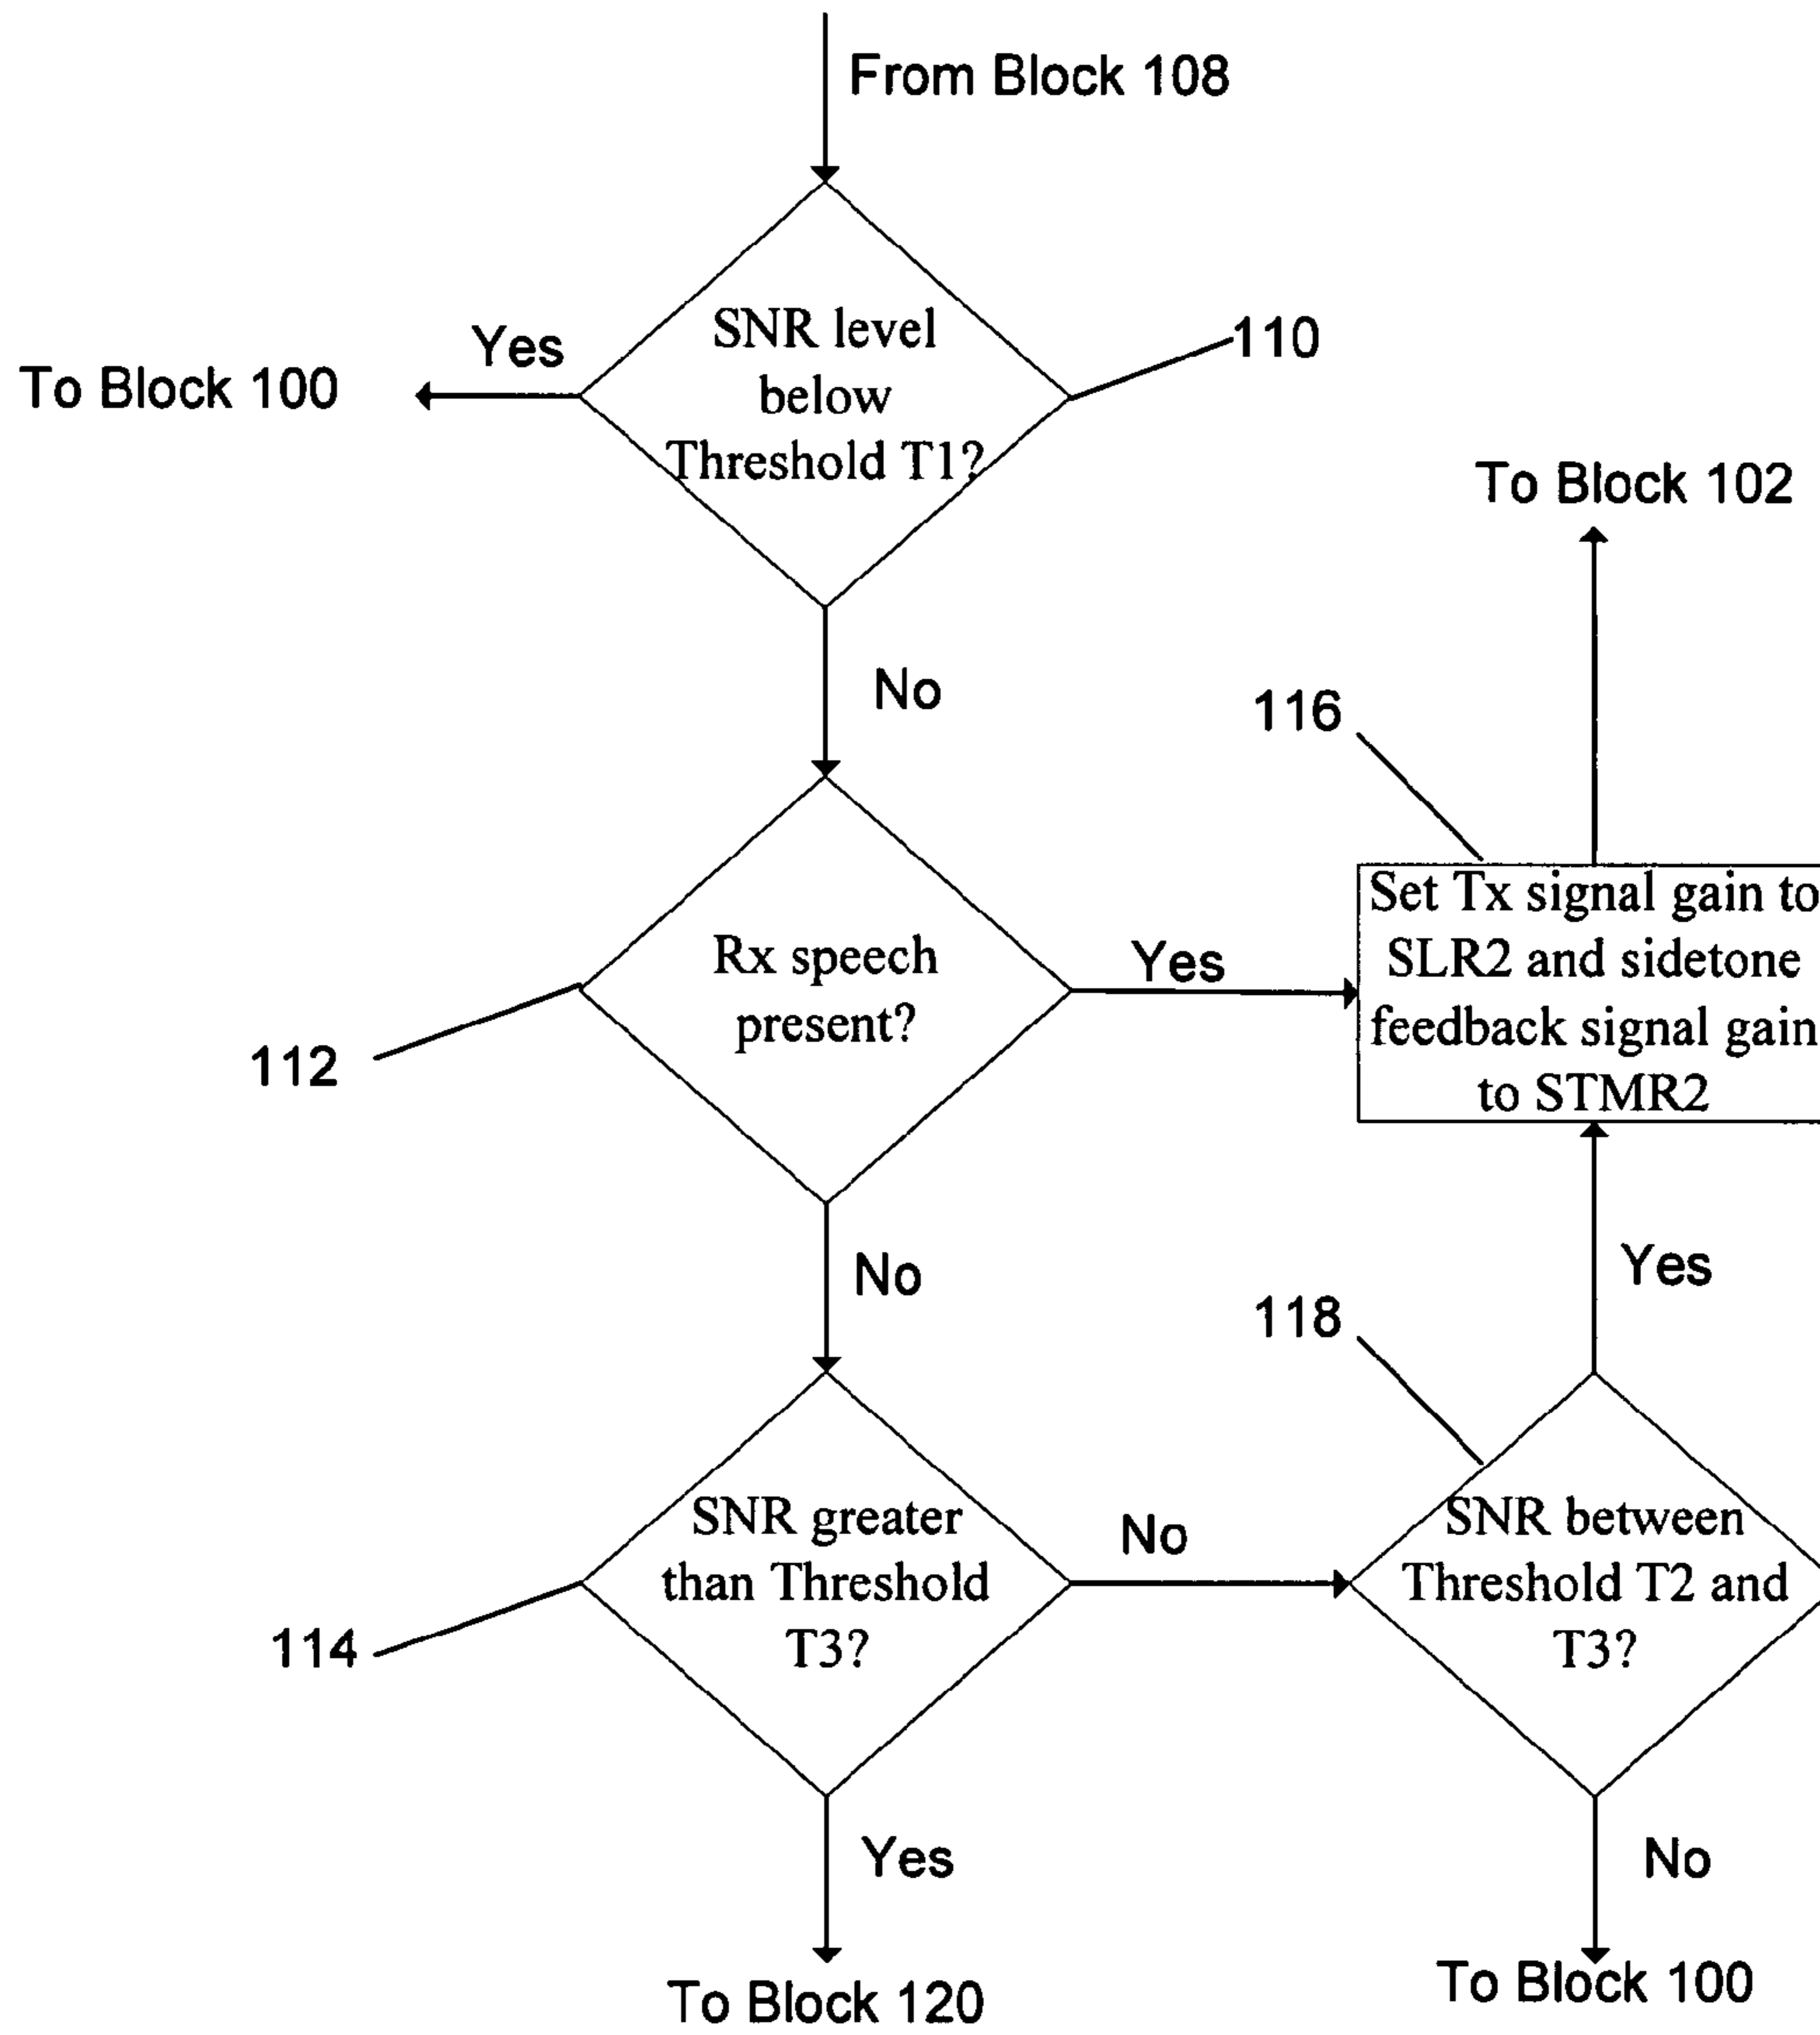 From Block 108
SNR level
below
Threshold T1?
110
Yes
To Block 100
No
To Block 102
116
Rx speech
present?
112
Yes
Set Tx signal gain to
SLR2 and sidetone
feedback signal gain
to STMR2
No
Yes
118
SNR greater
than Threshold
T3?
114
No
SNR between
Threshold T2 and
T3?
Yes
No
To Block 120
To Block 100